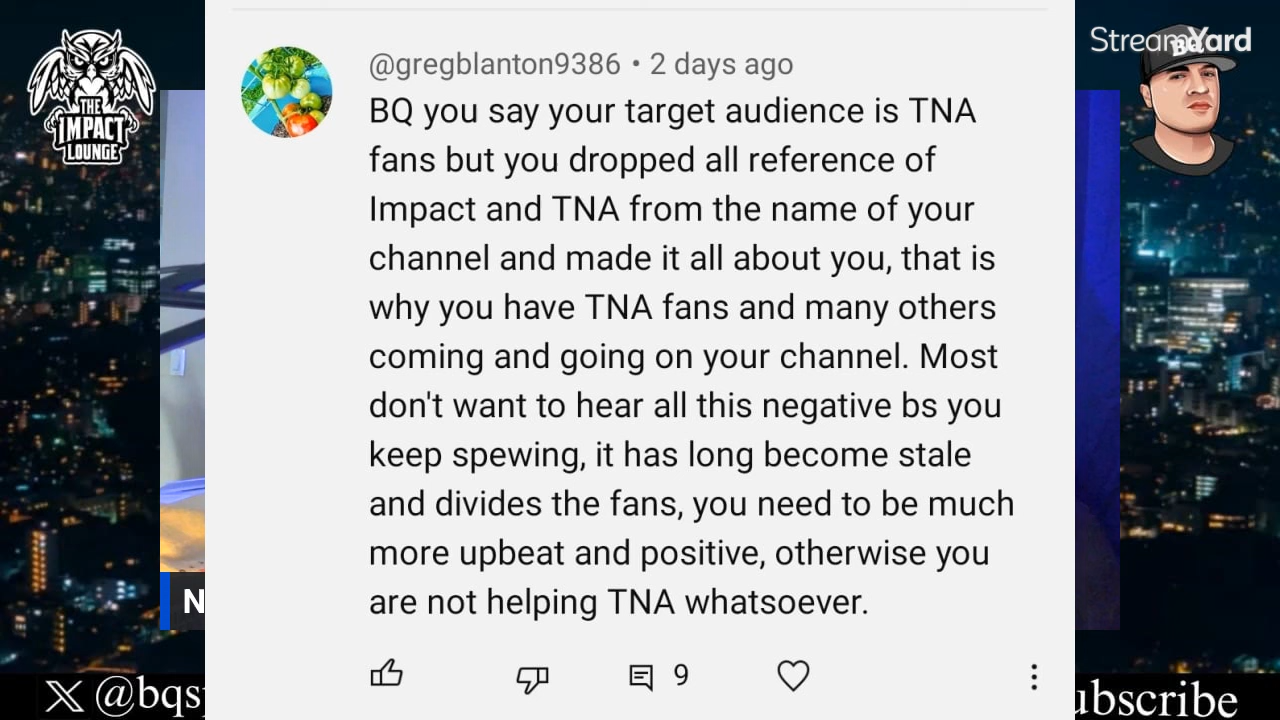 THE
IMPACT
LOUNGE
StreamYard
BQ
@gregblanton9386 • 2 days ago
BQ you say your target audience is TNA
fans but you dropped all reference of
Impact and TNA from the name of your
channel and made it all about you, that is
why you have TNA fans and many others
coming and going on your channel. Most
don't want to hear all this negative bs you
keep spewing, it has long become stale
and divides the fans, you need to be much
more upbeat and positive, otherwise you
are not helping TNA whatsoever.
9
N
@bqs
ubscribe